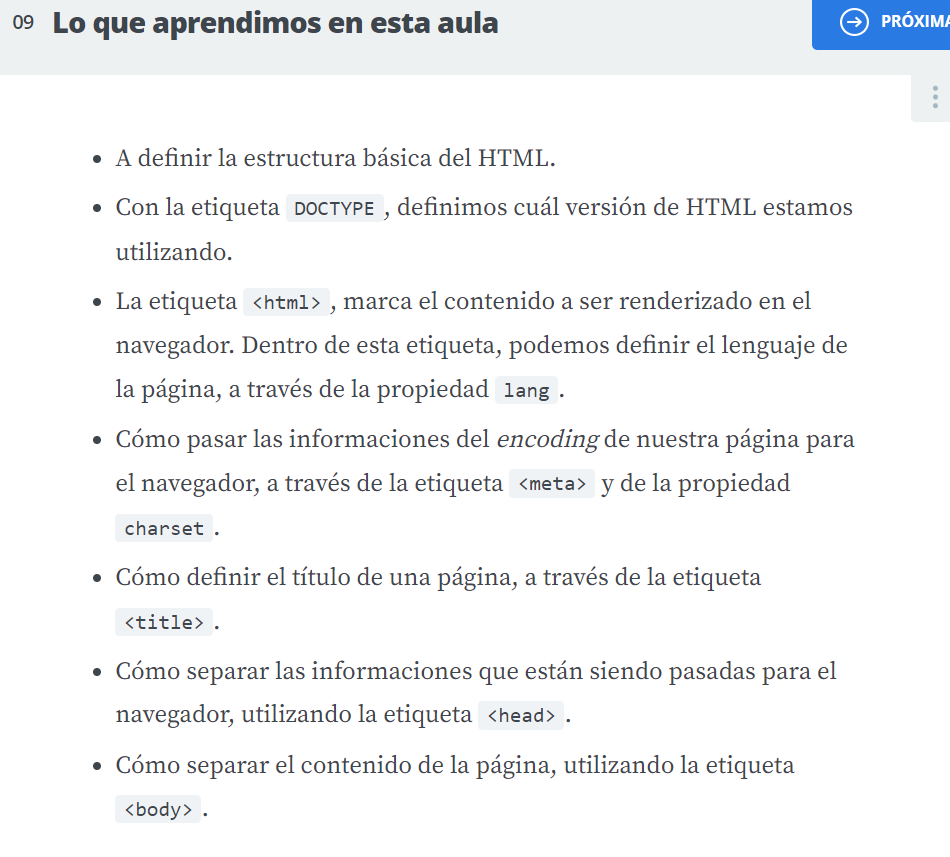 09 Lo que aprendimos en esta aula
PRÓXIMA
A definir la estructura básica del HTML.
Con la etiqueta DOCTYPE , definimos cuál versión de HTML estamos
utilizando.
La etiqueta <html> , marca el contenido a ser renderizado en el
navegador. Dentro de esta etiqueta, podemos definir el lenguaje de
la página, a través de la propiedad lang .
Cómo pasar las informaciones del encoding de nuestra página para
el navegador, a través de la etiqueta <meta> y de la propiedad
charset .
Cómo definir el título de una página, a través de la etiqueta
<title> .
Cómo separar las informaciones que están siendo pasadas para el
navegador, utilizando la etiqueta <head> .
Cómo separar el contenido de la página, utilizando la etiqueta
<body> .